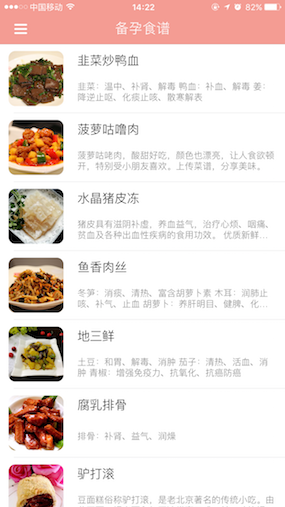 中国移动 14:22 82%
备孕食谱
韭菜炒鸭血
韭菜：温中、补肾、解毒 鸭血：补血、解毒 姜：
降逆止呕、化痰止咳、散寒解表
菠萝咕噜肉
菠萝咕咾肉，酸甜好吃，颜色也漂亮，让人食欲顿
开，特别受小朋友喜欢。上传菜谱，分享美味。
水晶猪皮冻
猪皮具有滋阴补虚，养血益气，治疗心烦、咽痛、
贫血及各种出血性疾病的食用功效。 优质新鲜...
鱼香肉丝
冬笋：消痰、清热、富含胡萝卜素 木耳：润肺止
咳、补气、止血 胡萝卜：养肝明目、健脾、化...
地三鲜
土豆：和胃、解毒、消肿 茄子：清热、活血、消
肿 青椒：增强免疫力、抗氧化、抗癌防癌
腐乳排骨
排骨：补肾、益气、润燥
驴打滚
豆面糕俗称驴打滚，是老北京著名的传统小吃。由